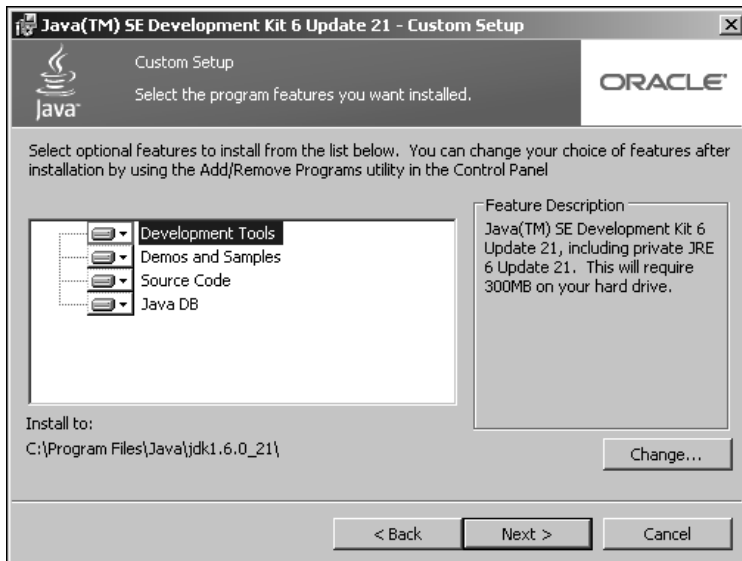 Java(TM) SE Development Kit 6 Update 21 - Custom Setup
Java
Custom Setup
Select the program features you want installed.
ORACLE
Select optional features to install from the list below. You can change your choice of features after
installation by using the Add/Remove Programs utility in the Control Panel
Development Tools
Demos and Samples
Source Code
Java DB
Feature Description
Java(TM) SE Development Kit 6
Update 21, including private JRE
6 Update 21. This will require
300MB on your hard drive.
Install to:
C:\Program Files\Java\jdk1.6.0_21\
Change...
< Back
Next >
Cancel